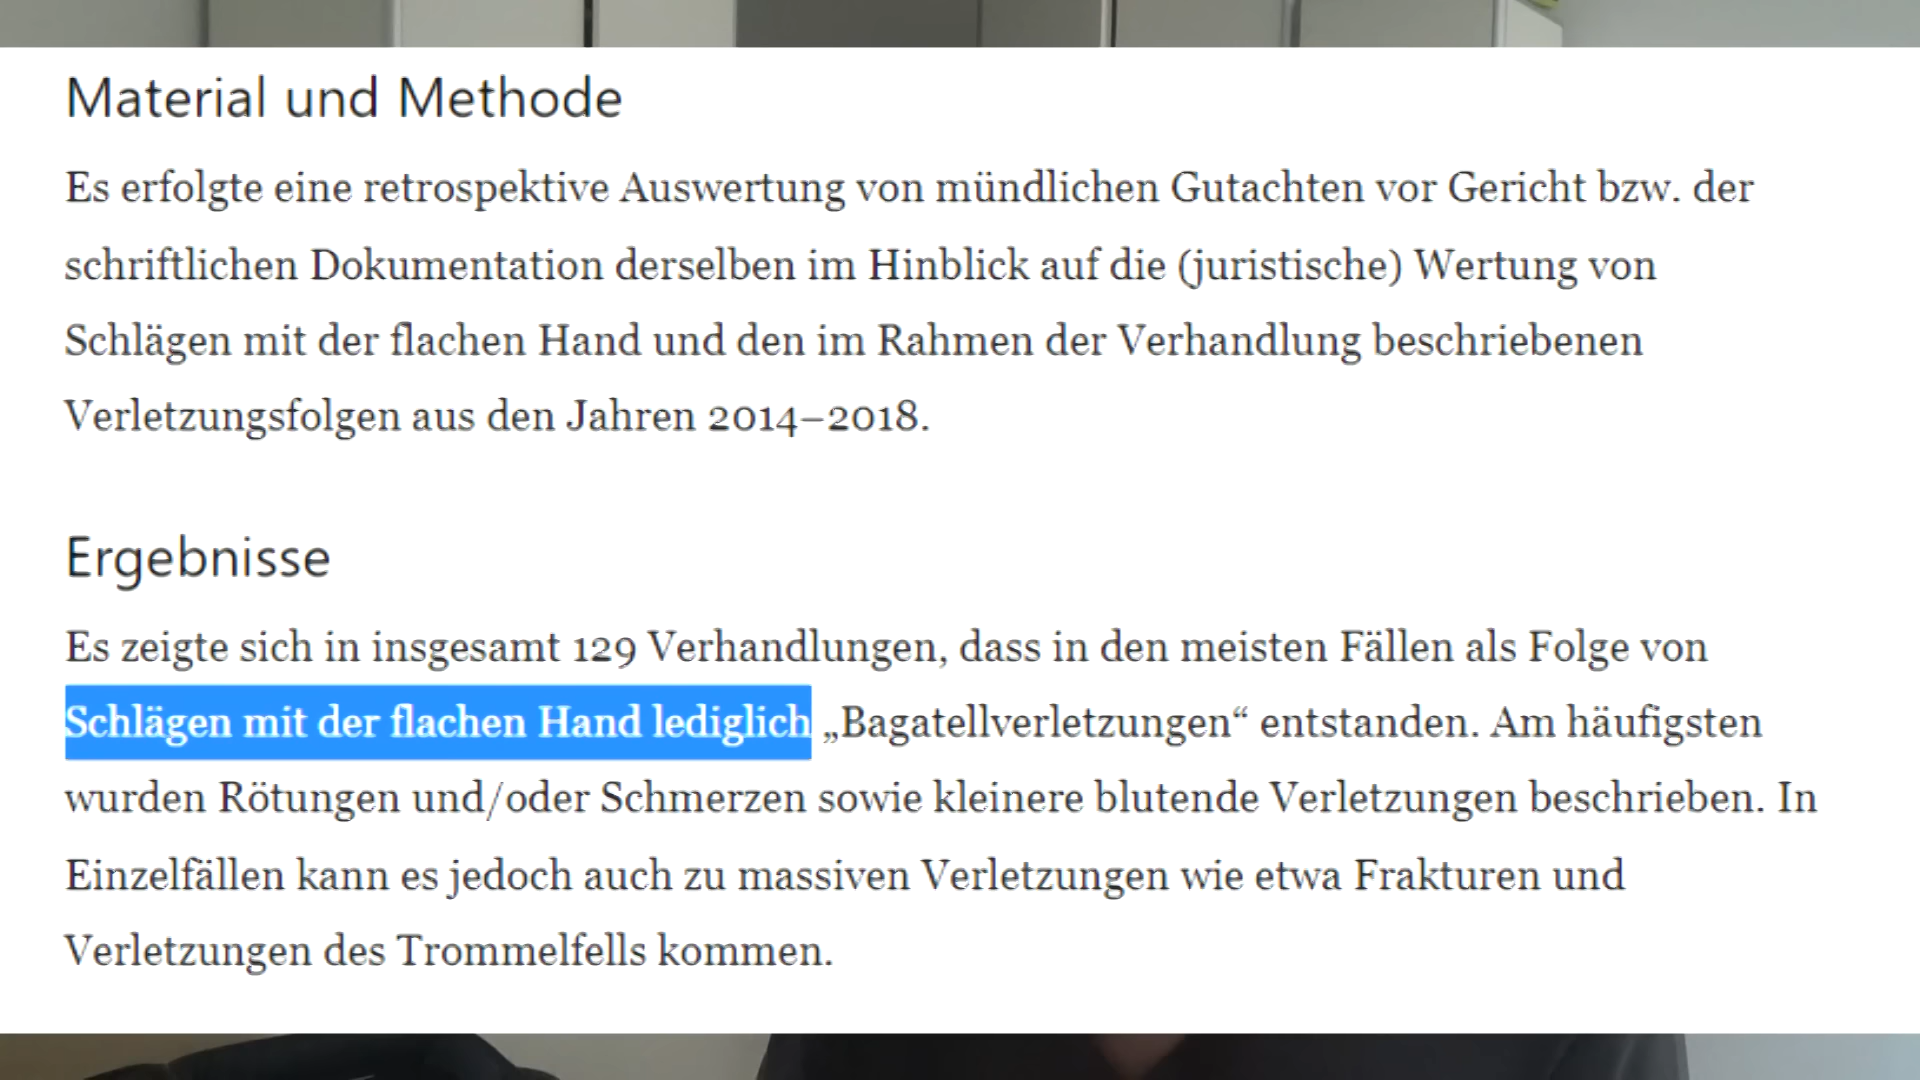 Material und Methode
Es erfolgte eine retrospektive Auswertung von mündlichen Gutachten vor Gericht bzw. der
schriftlichen Dokumentation derselben im Hinblick auf die (juristische) Wertung von
Schlägen mit der flachen Hand und den im Rahmen der Verhandlung beschriebenen
Verletzungsfolgen aus den Jahren 2014–2018.
Ergebnisse
Es zeigte sich in insgesamt 129 Verhandlungen, dass in den meisten Fällen als Folge von
Schlägen mit der flachen Hand lediglich „Bagatellverletzungen“ entstanden. Am häufigsten
wurden Rötungen und/oder Schmerzen sowie kleinere blutende Verletzungen beschrieben. In
Einzelfällen kann es jedoch auch zu massiven Verletzungen wie etwa Frakturen und
Verletzungen des Trommelfells kommen.